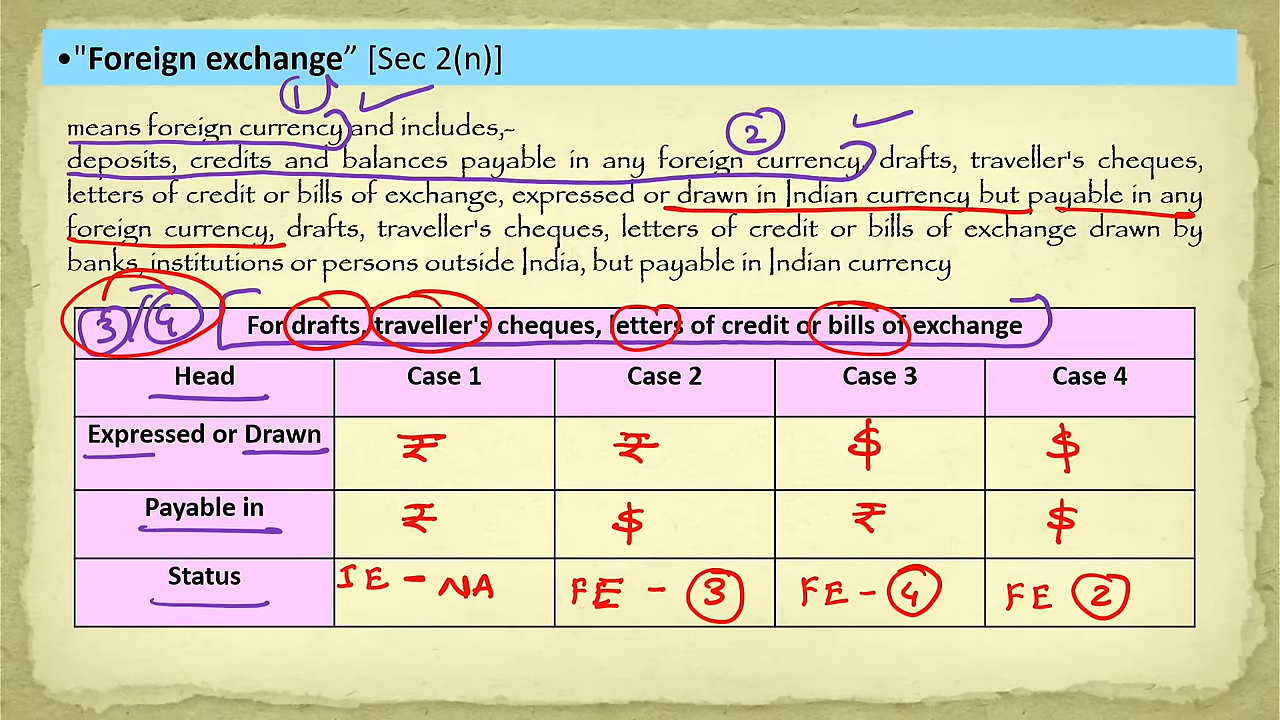 •"Foreign exchange” [Sec 2(n)]
1
means foreign currency and includes,-
2
deposits, credits and balances payable in any foreign currency, drafts, traveller's cheques,
letters of credit or bills of exchange, expressed or drawn in Indian currency but payable in any
foreign currency, drafts, traveller's cheques, letters of credit or bills of exchange drawn by
banks, institutions or persons outside India, but payable in Indian currency
3/4 For drafts, traveller's cheques, letters of credit or bills of exchange
Head Case 1 Case 2 Case 3 Case 4
Expressed or Drawn ₹ ₹ $ $
Payable in ₹ $ ₹ $
Status IE - NA FE - 3 FE - 4 FE 2